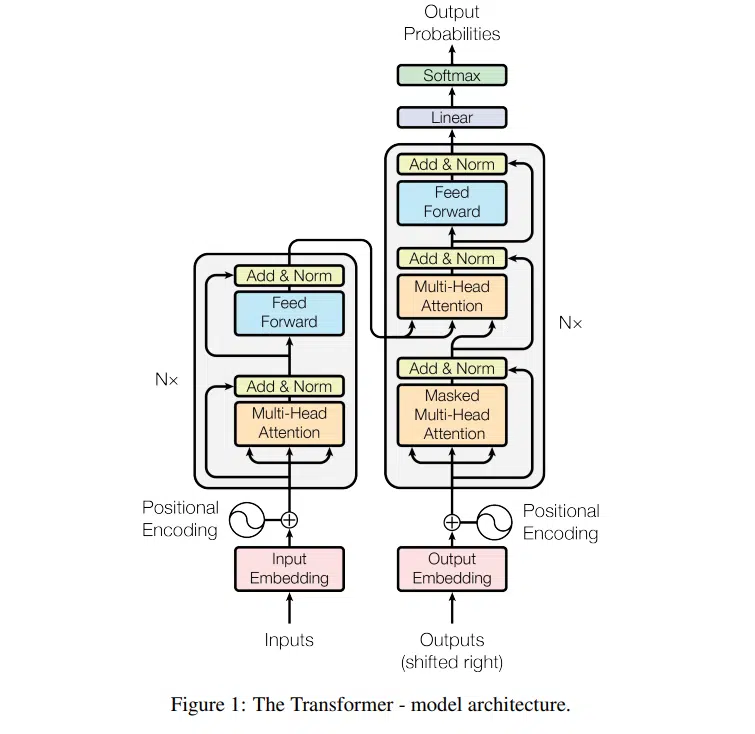 Output
Probabilities
Softmax
Linear
Add & Norm
Feed
Forward
Add & Norm
Multi-Head
Attention
Add & Norm
Masked
Multi-Head
Attention
N×
Add & Norm
Feed
Forward
Add & Norm
Multi-Head
Attention
N×
Positional
Encoding
Positional
Encoding
Input
Embedding
Output
Embedding
Inputs
Outputs
(shifted right)
Figure 1: The Transformer - model architecture.